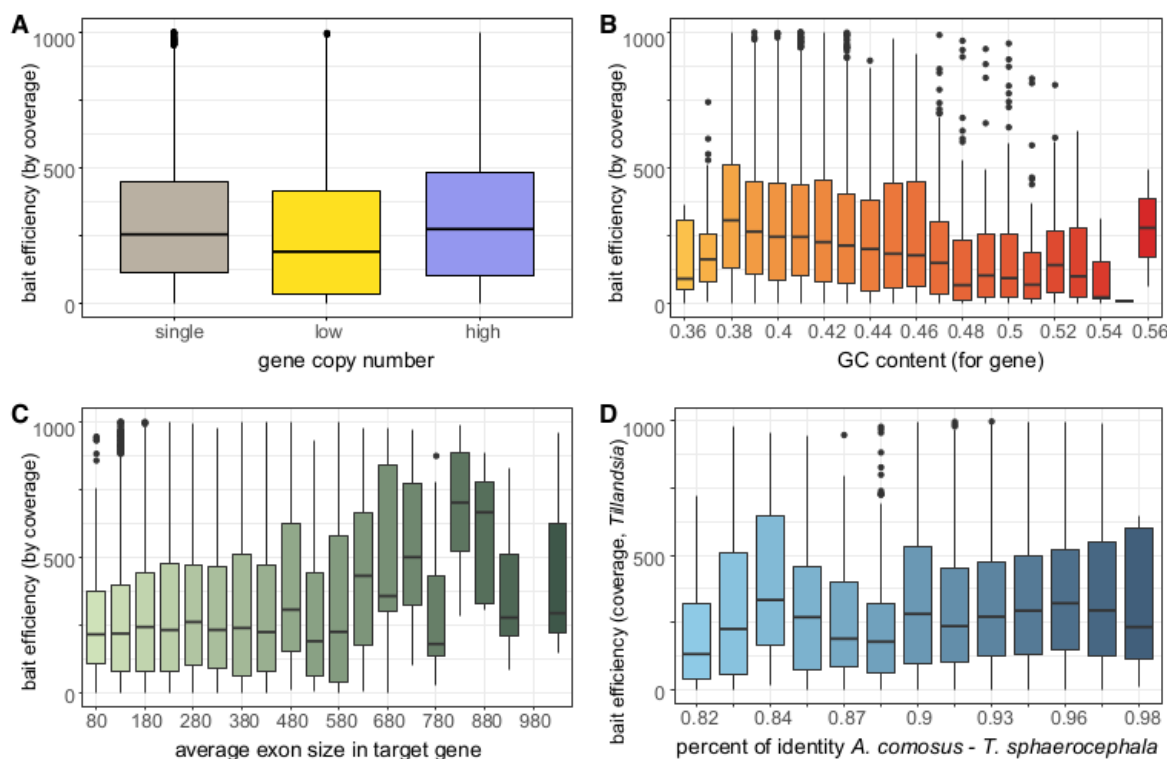 A
bait efficiency (by coverage)
1000
500
0
single low high
gene copy number
B
bait efficiency (by coverage)
1000
500
0
0.36 0.38 0.4 0.42 0.44 0.46 0.48 0.5 0.52 0.54 0.56
GC content (for gene)
C
bait efficiency (by coverage)
1000
500
0
80 180 280 380 480 580 680 780 880 980
average exon size in target gene
D
bait efficiency (coverage, Tillandsia)
1000
500
0
0.82 0.84 0.87 0.9 0.93 0.96 0.98
percent of identity A. comosus - T. sphaerocephala